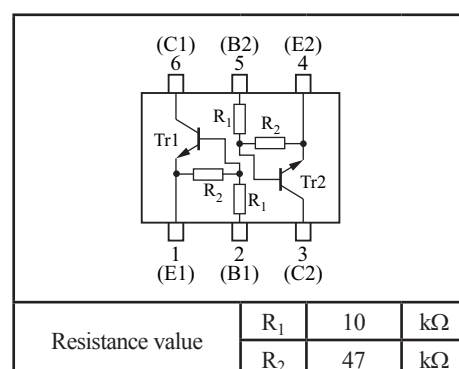 (C1) (B2) (E2)
6 5 4
R1 R2
Tr1
Tr2
R2 R1
1 2 3
(E1) (B1) (C2)
Resistance value R1 10 kΩ
R2 47 kΩ